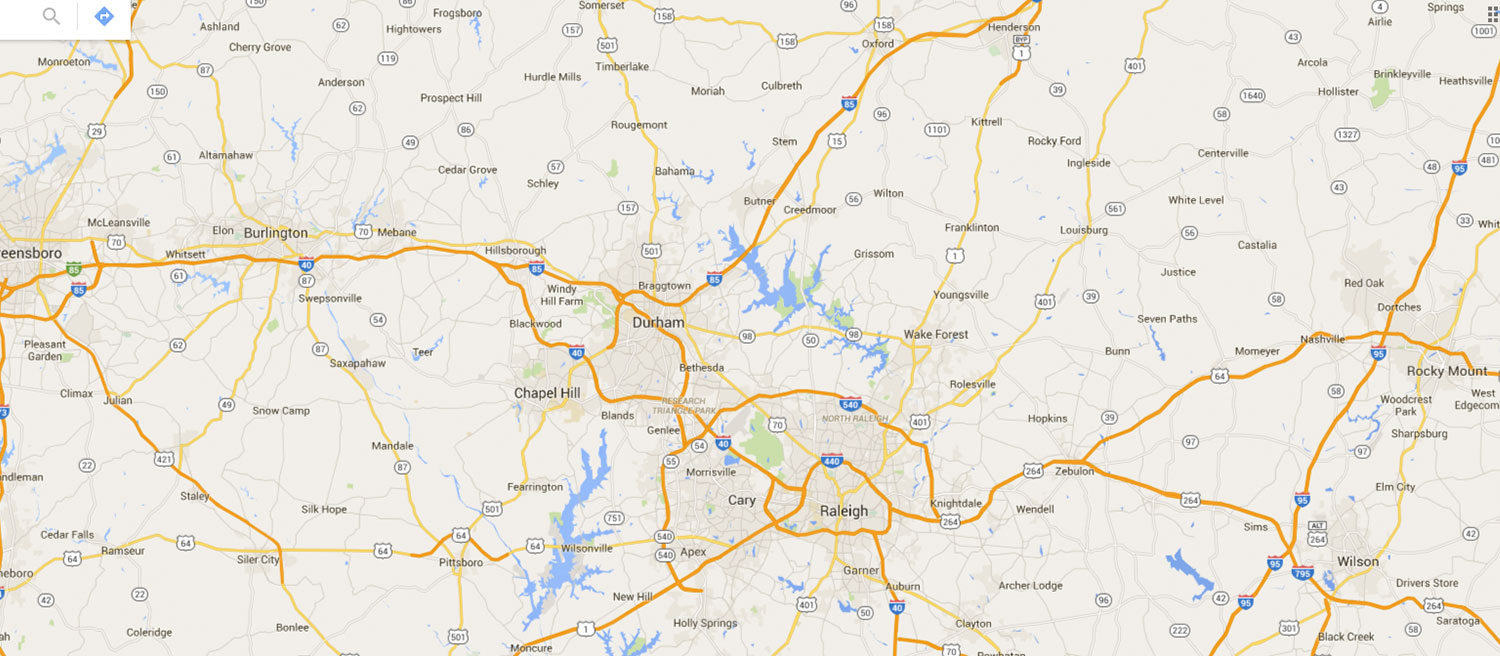 150
86
Frogsboro
Somerset
158
96
158
Henderson
4
Springs
Airlie
1001
Ashland
62
Hightowers
157
501
158
Oxford
BYP
1
43
Cherry Grove
Monroeton
119
Timberlake
401
Arcola
Brinkleyville
Heathsville
87
Anderson
Hurdle Mills
Moriah
Culbreth
39
Hollister
1640
150
62
Prospect Hill
85
96
58
29
86
Rougemont
1101
Kittrell
1327
49
Stem
15
Rocky Ford
61
Altamahaw
Cedar Grove
57
Ingleside
Centerville
48
95
481
Schley
Bahama
43
157
Butner
56
Wilton
Creedmoor
White Level
561
McLeansville
Elon
Burlington
70
Mebane
Franklinton
Louisburg
56
33
Whit
70
Whitsett
Hillsborough
501
Castalia
eensboro
85
40
85
85
Grissom
1
Justice
61
87
85
Braggtown
Windy
Hill Farm
Youngsville
401
39
58
Red Oak
Swepsonville
Dortches
54
Blackwood
Durham
98
50
98
Wake Forest
Seven Paths
Nashville
Pleasant
Garden
62
87
Teer
40
Bunn
Momeyer
95
Saxapahaw
Bethesda
64
Rocky Mount
Climax
Julian
Chapel Hill
Rolesville
58
West
Edgecom
73
49
Snow Camp
RESEARCH
TRIANGLE PARK
540
Woodcrest
Park
Blands
NORTH RALEIGH
401
Hopkins
39
Genlee
70
Sharpsburg
Mandale
54
40
97
97
421
22
87
55
440
264
Zebulon
ndleman
Morrisville
Fearrington
Elm City
Staley
Cary
Raleigh
Knightdale
264
95
Silk Hope
501
751
Wendell
264
Sims
ALT
264
Cedar Falls
64
540
42
64
Ramseur
64
64
Wilsonville
540
Apex
Siler City
Pittsboro
95
Wilson
795
eboro
Garner
Auburn
Archer Lodge
Drivers Store
42
22
New Hill
401
50
40
96
95
42
264
Saratoga
Coleridge
Bonlee
501
1
Holly Springs
Clayton
222
301
Black Creek
58
Moncure
70